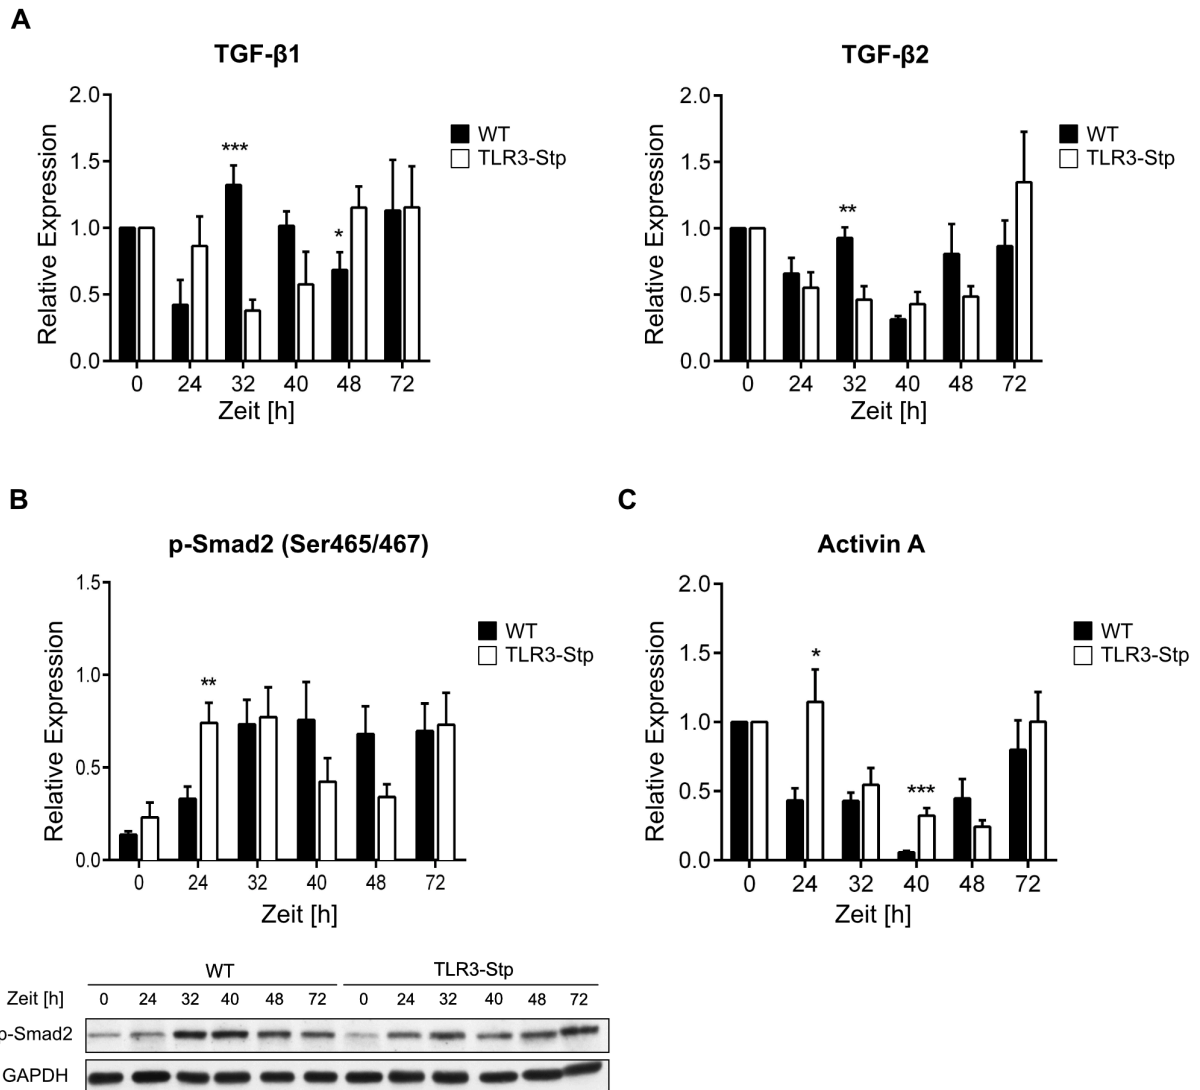 A
TGF-β1
2.0
1.5
1.0
0.5
0.0
Relative Expression
***
*
0 24 32 40 48 72
Zeit [h]
WT
TLR3-Stp
TGF-β2
2.0
1.5
1.0
0.5
0.0
Relative Expression
**
0 24 32 40 48 72
Zeit [h]
WT
TLR3-Stp
B
p-Smad2 (Ser465/467)
1.5
1.0
0.5
0.0
Relative Expression
**
0 24 32 40 48 72
Zeit [h]
WT
TLR3-Stp
WT TLR3-Stp
Zeit [h] 0 24 32 40 48 72 0 24 32 40 48 72
p-Smad2
GAPDH
C
Activin A
2.0
1.5
1.0
0.5
0.0
Relative Expression
*
***
0 24 32 40 48 72
Zeit [h]
WT
TLR3-Stp